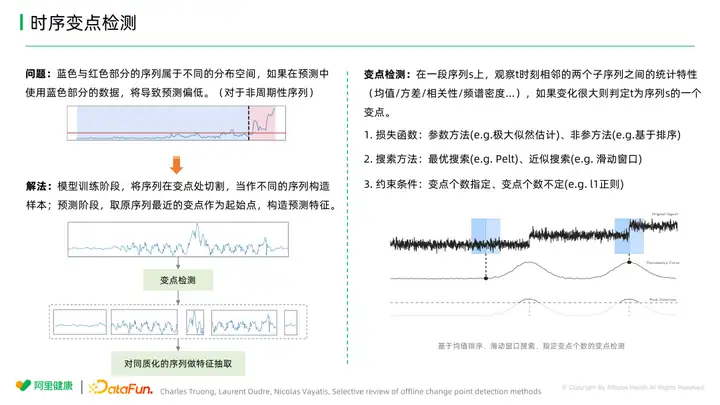 时序变点检测
问题：蓝色与红色部分的序列属于不同的分布空间，如果在预测中
使用蓝色部分的数据，将导致预测偏低。（对于非周期性序列）
解法：模型训练阶段，将序列在变点处切割，当作不同的序列构造
样本；预测阶段，取原序列最近的变点作为起始点，构造预测特征。
变点检测
对同质化的序列做特征抽取
变点检测：在一段序列s上，观察t时刻相邻的两个子序列之间的统计特性
（均值/方差/相关性/频谱密度...），如果变化很大则判定t为序列s的一个
变点。
1. 损失函数：参数方法(e.g.极大似然估计)、非参方法(e.g.基于排序)
2. 搜索方法：最优搜索(e.g. Pelt)、近似搜索(e.g. 滑动窗口)
3. 约束条件：变点个数指定、变点个数不定(e.g. l1正则)
Original Signal
Discrepancy Curve
Peak Detection
基于均值排序、滑动窗口搜索、指定变点个数的变点检测
阿里健康
DataFun.
Charles Truong, Laurent Oudre, Nicolas Vayatis, Selective review of offline change point detection methods
© Copyright By Alibaba Health All Rights Reserved